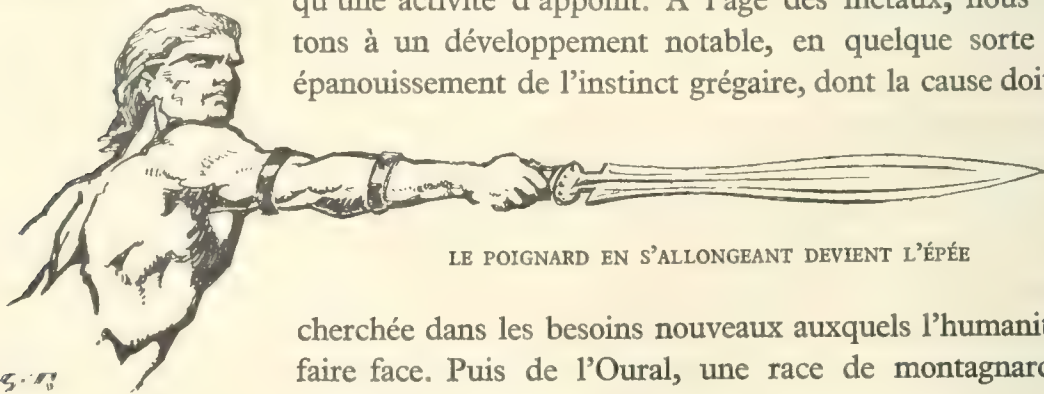 qu'une activité d'appoint. A l'âge des métaux, nous
tons à un développement notable, en quelque sorte
épanouissement de l'instinct grégaire, dont la cause doit
LE POIGNARD EN S'ALLONGEANT DEVIENT L'ÉPÉE
cherchée dans les besoins nouveaux auxquels l'humanité
faire face. Puis de l'Oural, une race de montagnard